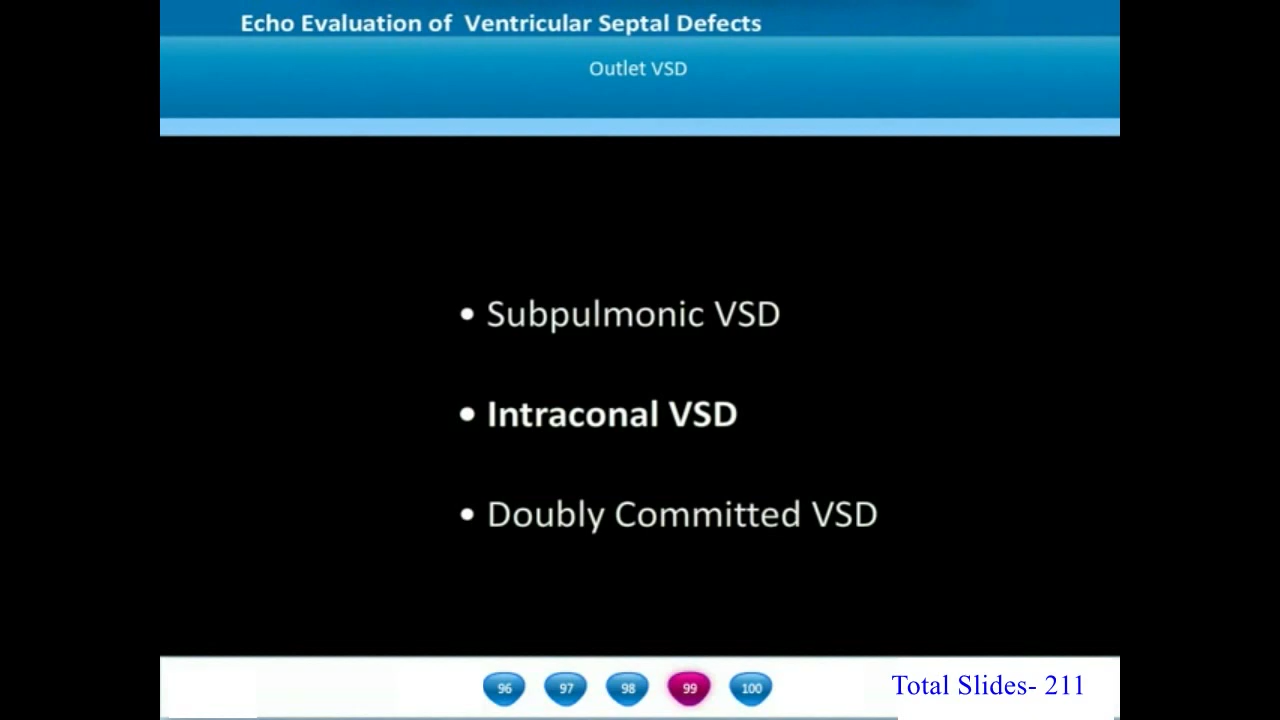 Echo Evaluation of  Ventricular Septal Defects
Outlet VSD
• Subpulmonic VSD
• Intraconal VSD
• Doubly Committed VSD
96 97 98 99 100
Total Slides- 211